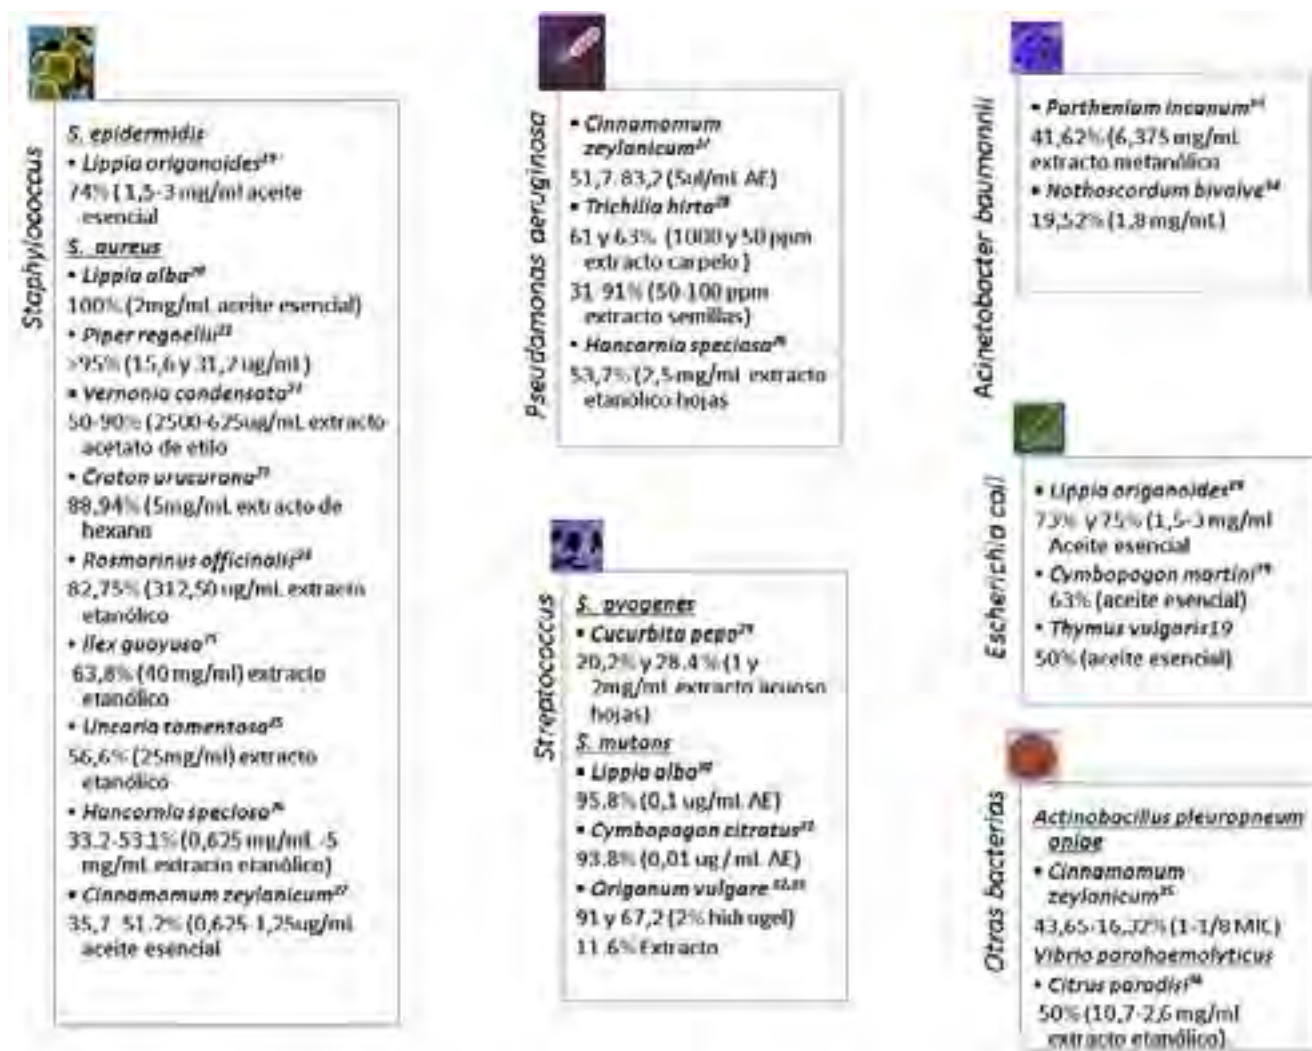 Staphylococcus
S. epidermidis
• Lippia origanoides
74% (1,5-3 mg/ml aceite
esencial
S. aureus
• Lippia alba
100% (2mg/mL aceite esencial)
• Piper regnellii
>95% (15,6 y 31,2 ug/mL)
• Vernonia condensata
50-90% (2500-625ug/mL extracto
acetato de etilo
• Croton urucurana
88,94% (5mg/mL extracto de
hexano
• Rosmarinus officinalis
82,75% (312,50 ug/mL extracto
etanólico
• Ilex guayusa
63,8% (40 mg/ml) extracto
etanólico
• Uncaria tomentosa
56,6% (25mg/ml) extracto
etanólico
• Hancornia speciosa
33.2-53.1% (0,625 mg/mL -5
mg/mL extracto etanólico)
• Cinnamomum zeylanicum
35,7 51.2% (0,625-1,25ug/mL
aceite esencial
Pseudamonas aeruginosa
• Cinnamomum
zeylanicum
51,7 83,2 (5ul/mL AE)
• Trichilia hirta
61 y 63% (1000 y 50 ppm
extracto carpelo )
31 91% (50-100 ppm
extracto semillas)
• Hancornia speciosa
53,7% (2,5mg/mL extracto
etanólico hojas
Streptococcus
S. pyogenes
• Cucurbita pepo
20,2% y 28.4% (1 y
2mg/mL extracto acuoso
hojas)
S. mutans
• Lippia alba
95.8% (0,1 ug/mL AE)
• Cymbopogon citratus
93.8% (0,01 ug / mL AE)
• Origanum vulgare
91 y 67,2 (2% hidrogel)
11.6% Extracto
Acinetobacter baumannii
• Parthenium incanum
41,62% (6,375 mg/mL
extracto metanólico
• Nothoscordum bivalve
19,52% (1,8 mg/mL)
Escherichia coli
• Lippia origanoides
73% y 75% (1,5-3 mg/ml
Aceite esencial
• Cymbopogon martini
63% (aceite esencial)
• Thymus vulgaris19
50% (aceite esencial)
Otras bacterias
Actinobacillus pleuropneum
oniae
• Cinnamomum
zeylanicum
43,65-16,32% (1-1/8 MIC)
Vibrio parahaemolyticus
• Citrus paradisi
50% (10,7-2,6 mg/ml
extracto etanólico).